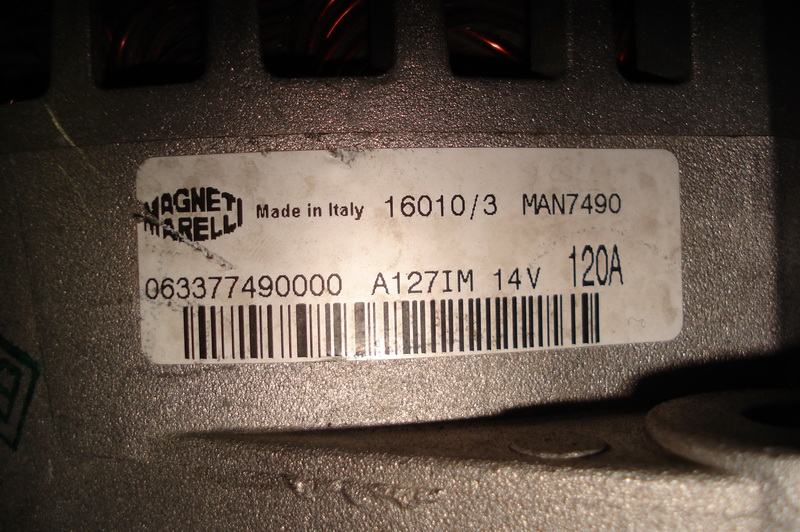 MAGNETI MARELLI Made in Italy 16010/3 MAN7490
063377490000 A127IM 14V 120A